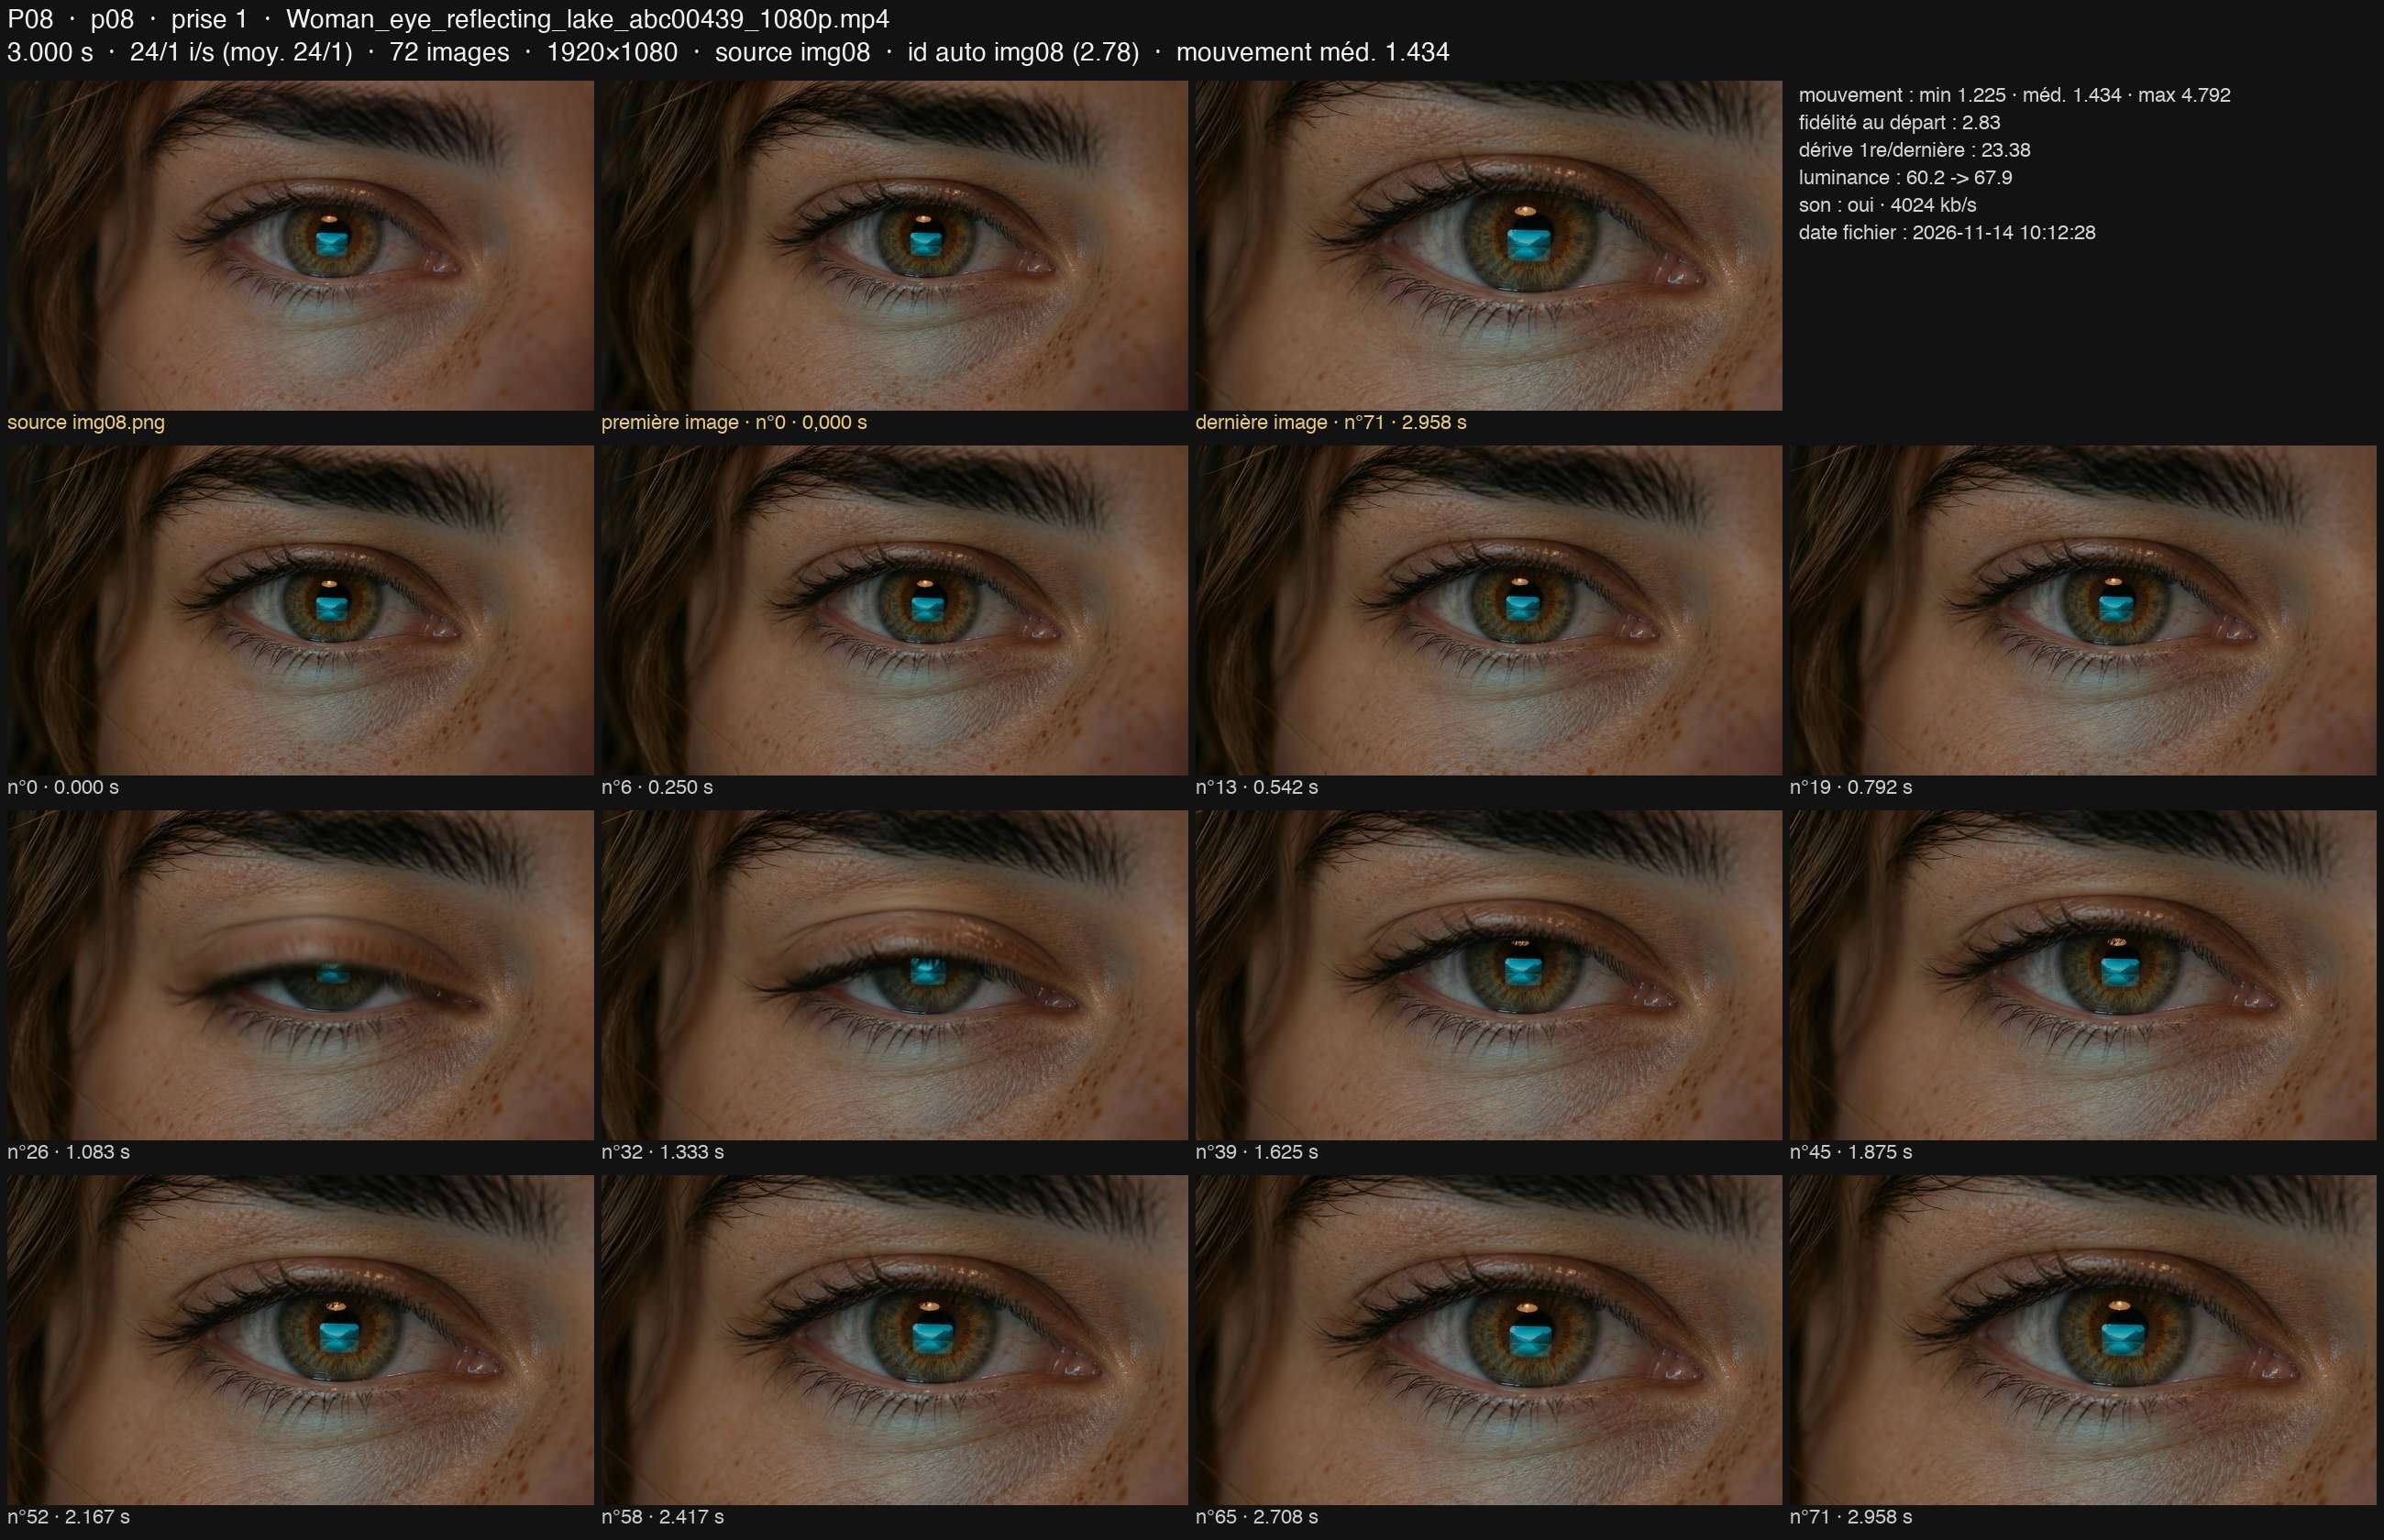 P08 · p08 · prise 1 · Woman_eye_reflecting_lake_abc00439_1080p.mp4
3.000 s · 24/1 i/s (moy. 24/1) · 72 images · 1920×1080 · source img08 · id auto img08 (2.78) · mouvement méd. 1.434
mouvement : min 1.225 · méd. 1.434 · max 4.792
fidélité au départ : 2.83
dérive 1re/dernière : 23.38
luminance : 60.2 -> 67.9
son : oui · 4024 kb/s
date fichier : 2026-11-14 10:12:28
source img08.png
première image · n°0 · 0,000 s
dernière image · n°71 · 2.958 s
n°0 · 0.000 s
n°6 · 0.250 s
n°13 · 0.542 s
n°19 · 0.792 s
n°26 · 1.083 s
n°32 · 1.333 s
n°39 · 1.625 s
n°45 · 1.875 s
n°52 · 2.167 s
n°58 · 2.417 s
n°65 · 2.708 s
n°71 · 2.958 s